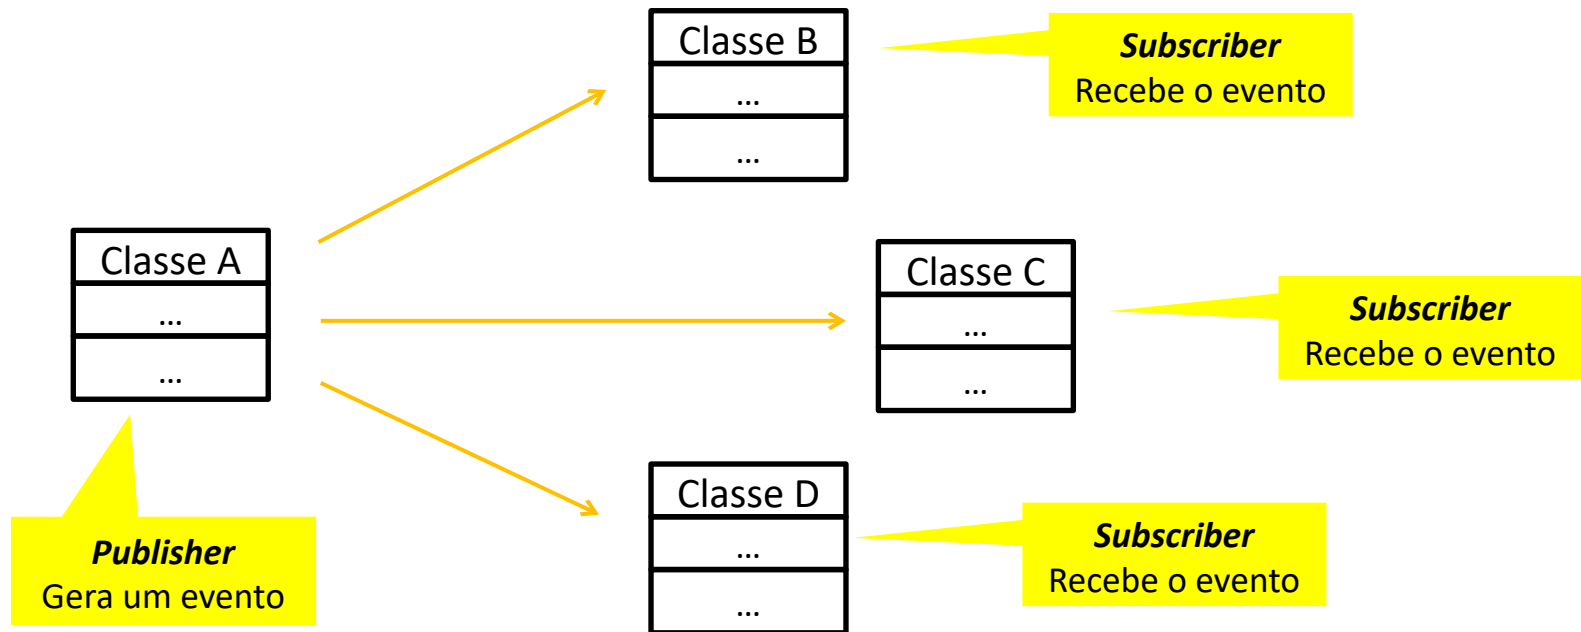 Classe B
...
...
Subscriber
Recebe o evento
Classe A
...
...
Classe C
...
...
Subscriber
Recebe o evento
Publisher
Gera um evento
Classe D
...
...
Subscriber
Recebe o evento